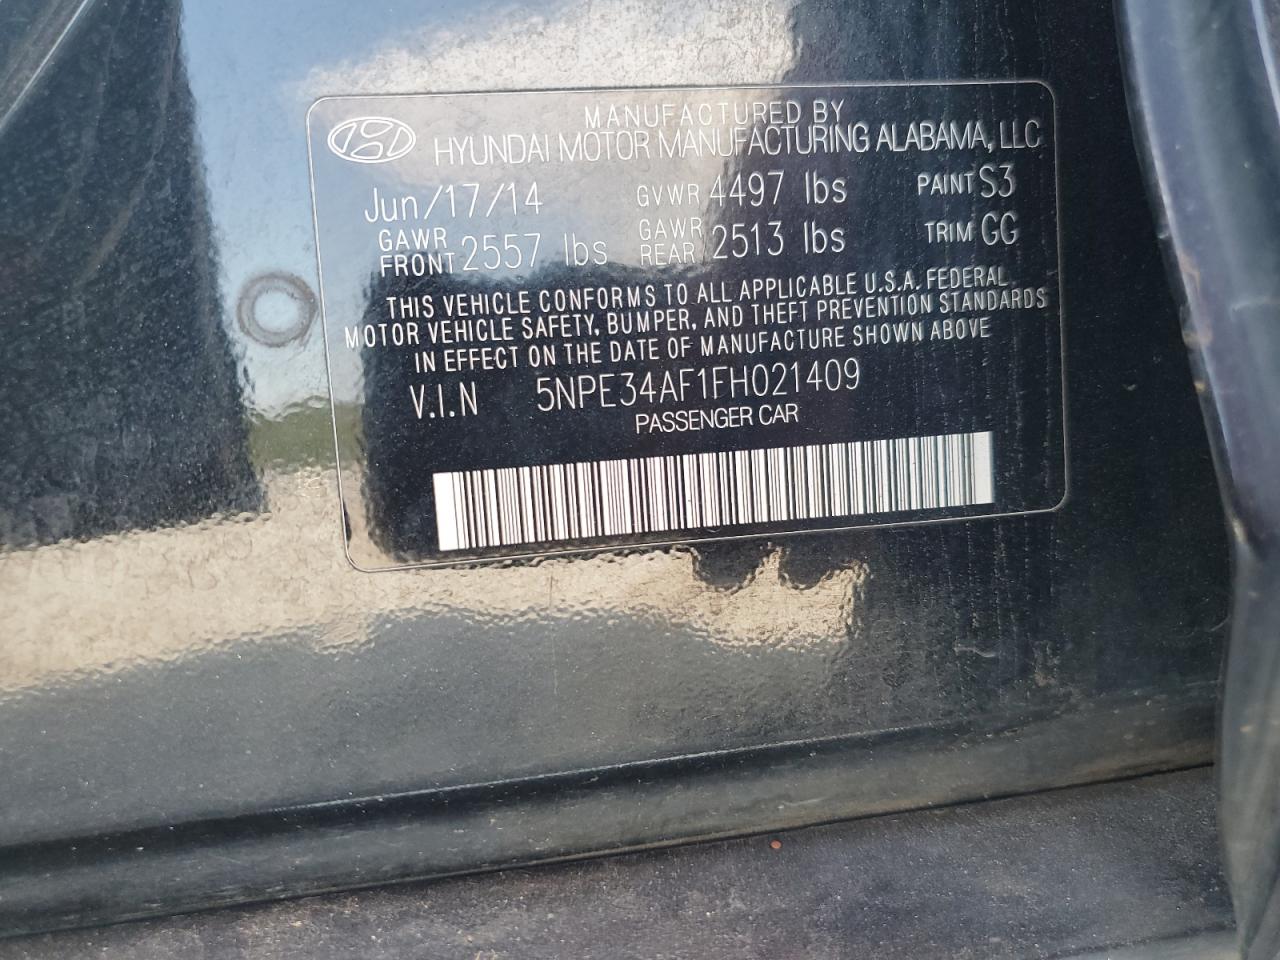 MANUFACTURED BY
HYUNDAI MOTOR MANUFACTURING ALABAMA, LLC
Jun/17/14 GVWR 4497 lbs PAINT S3
GAWR FRONT 2557 lbs GAWR REAR 2513 lbs TRIM GG
THIS VEHICLE CONFORMS TO ALL APPLICABLE U.S.A. FEDERAL
MOTOR VEHICLE SAFETY, BUMPER, AND THEFT PREVENTION STANDARDS
IN EFFECT ON THE DATE OF MANUFACTURE SHOWN ABOVE
V.I.N 5NPE34AF1FH021409
PASSENGER CAR